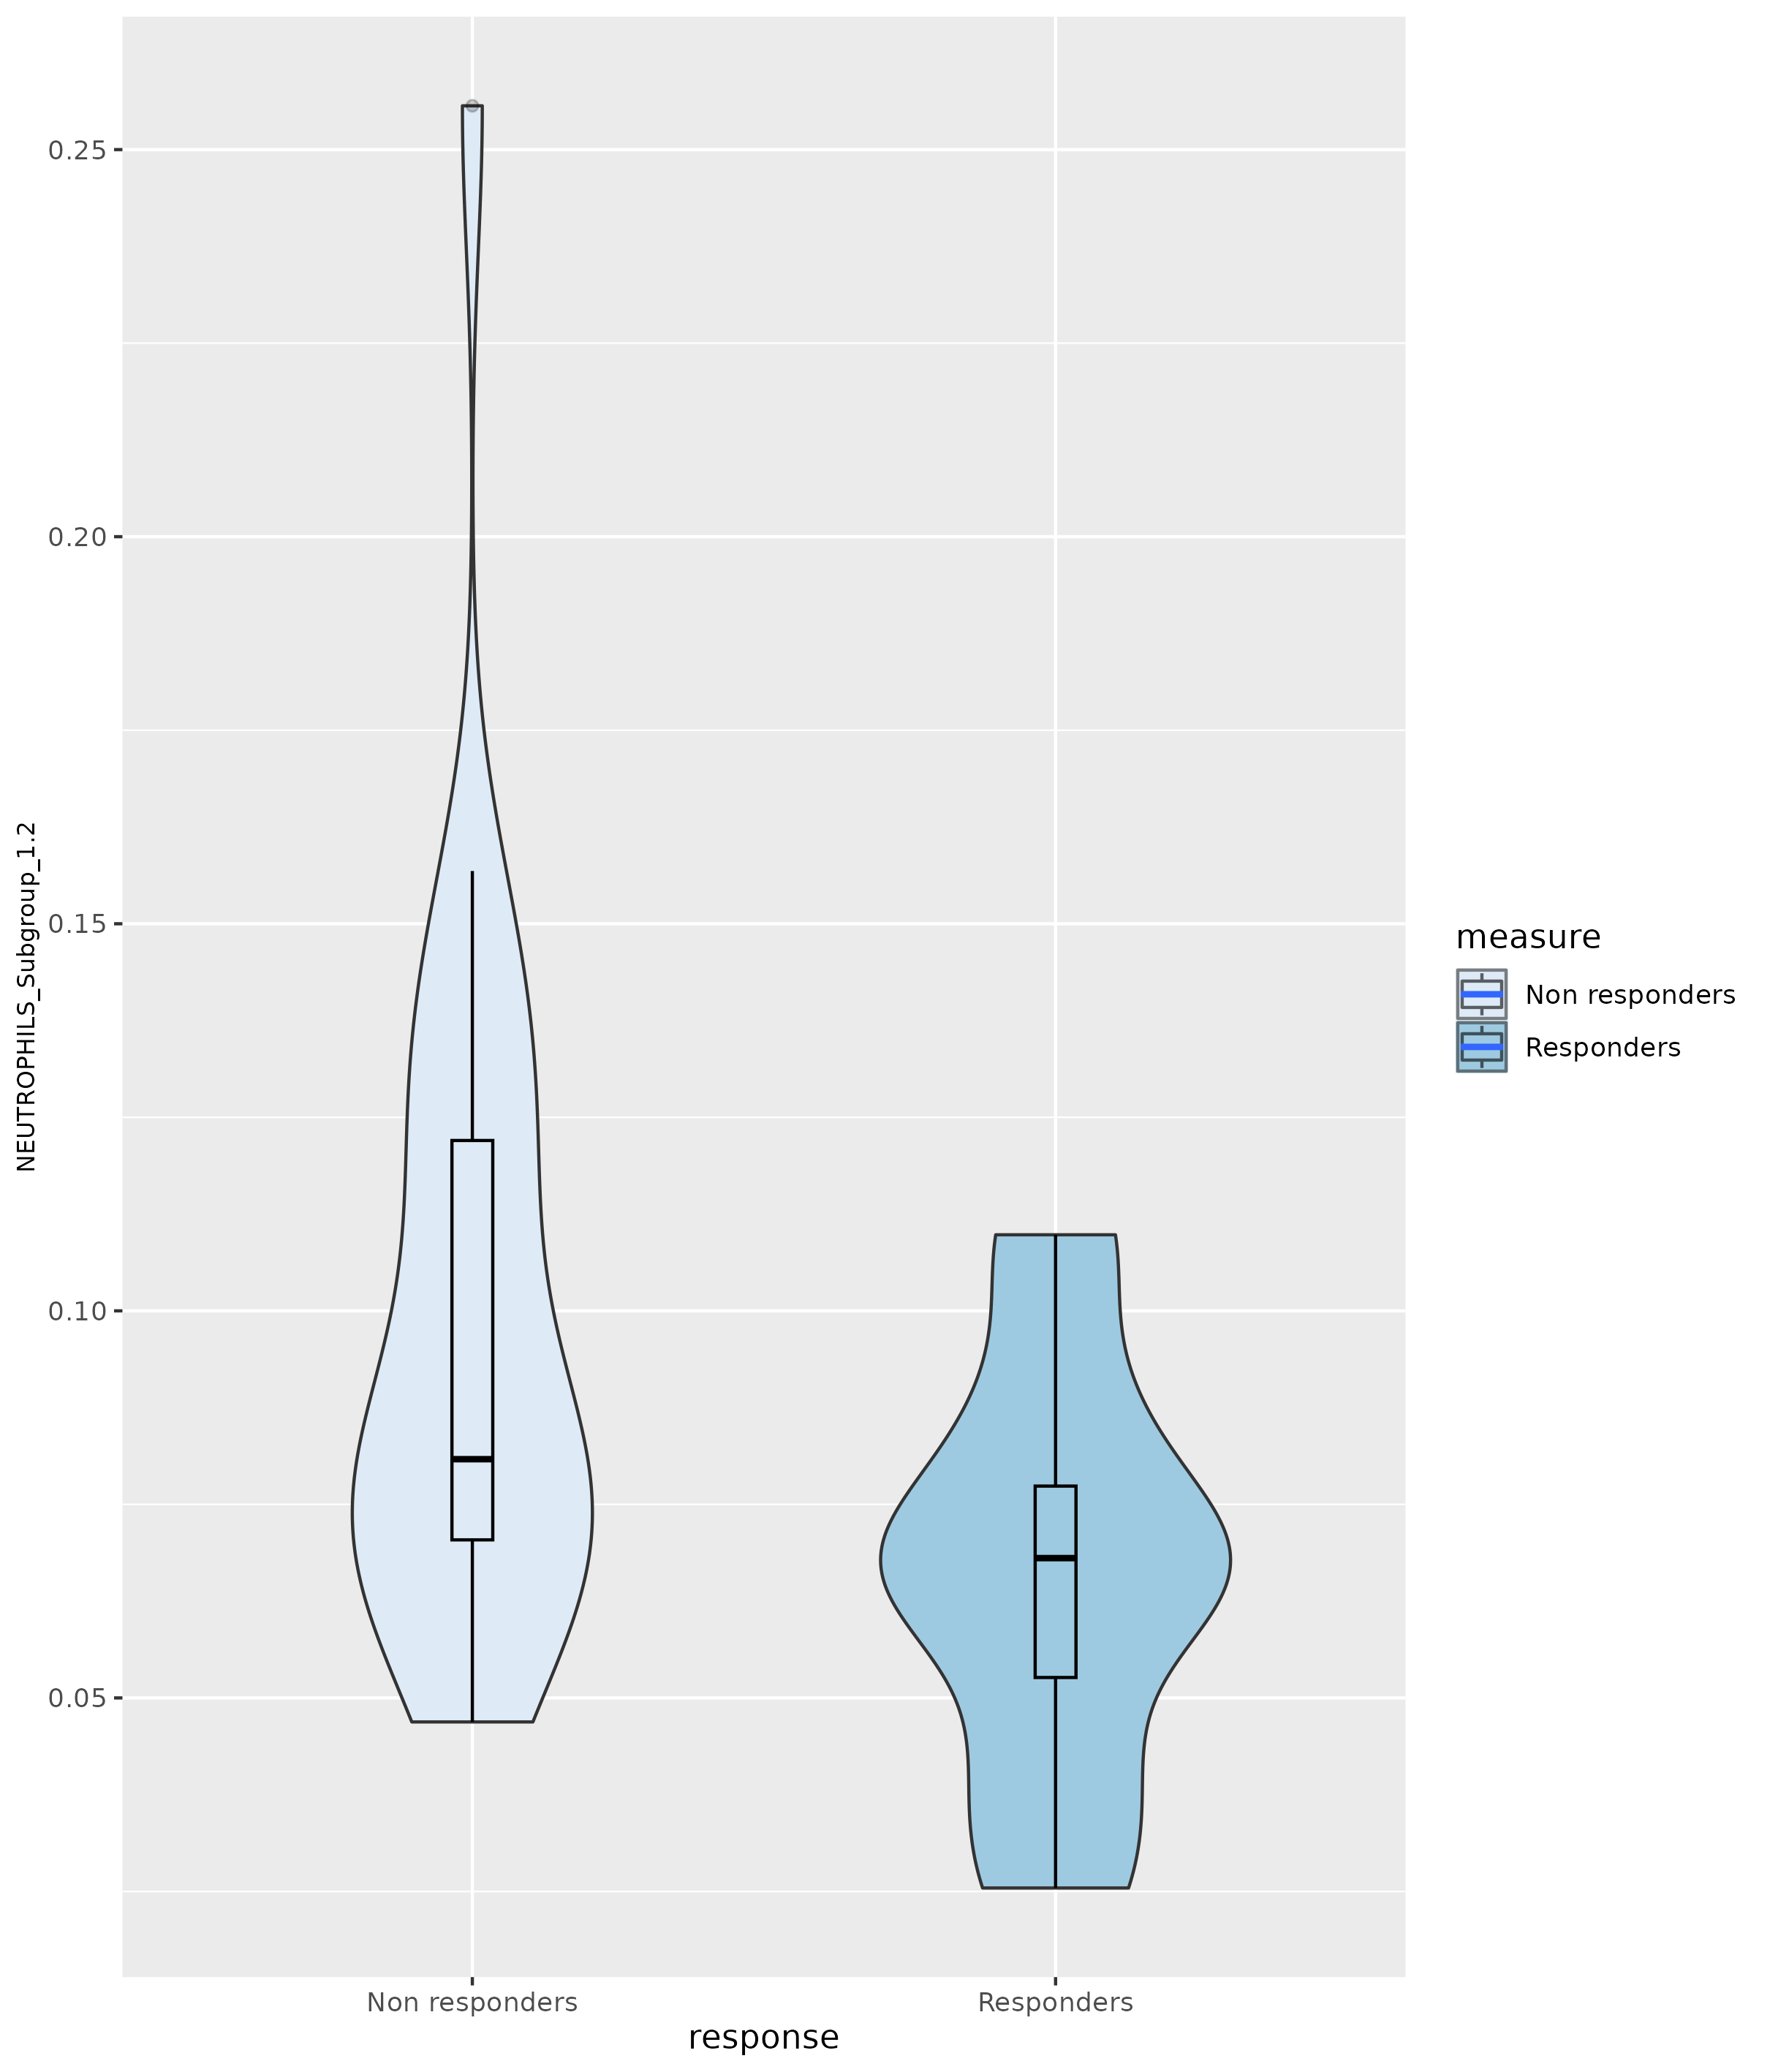 NEUTROPHILS_Subgroup_1.2
0.25
0.20
0.15
0.10
0.05
Non responders
Responders
response
measure
Non responders
Responders